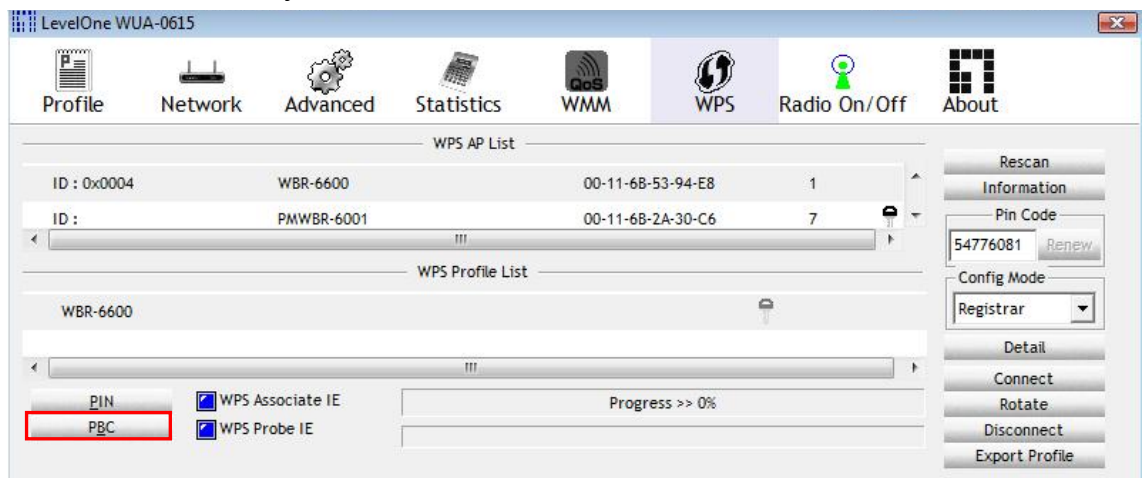 LevelOne WUA-0615
Profile Network Advanced Statistics WMM WPS Radio On/Off About
QoS
WPS AP List
ID : 0x0004 WBR-6600 00-11-6B-53-94-E8 1
ID : PMWBR-6001 00-11-6B-2A-30-C6 7
WPS Profile List
WBR-6600
PIN
PBC
WPS Associate IE
WPS Probe IE
Progress >> 0%
Rescan
Information
Pin Code
54776081 Renew
Config Mode
Registrar
Detail
Connect
Rotate
Disconnect
Export Profile